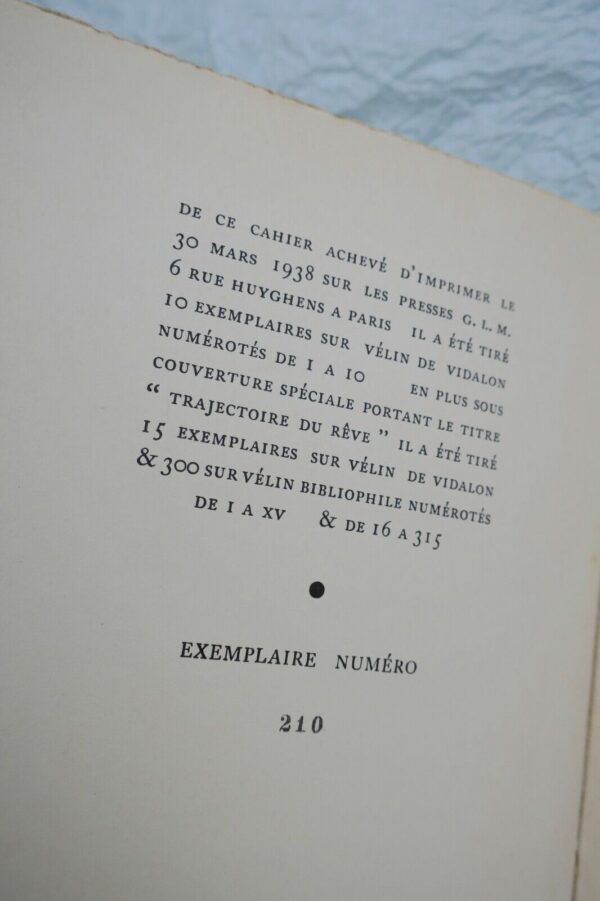 DE CE CAHIER ACHEVÉ D'IMPRIMER LE
30 MARS 1938 SUR LES PRESSES G. L. M.
6 RUE HUYGHENS A PARIS IL A ÉTÉ TIRÉ
10 EXEMPLAIRES SUR VÉLIN DE VIDALON
NUMÉROTÉS DE 1 A 10 EN PLUS SOUS
COUVERTURE SPÉCIALE PORTANT LE TITRE
“ TRAJECTOIRE DU RÊVE ” IL A ÉTÉ TIRÉ
15 EXEMPLAIRES SUR VÉLIN DE VIDALON
& 300 SUR VÉLIN BIBLIOPHILE NUMÉROTÉS
DE I A XV & DE 16 A 315
EXEMPLAIRE NUMÉRO
210